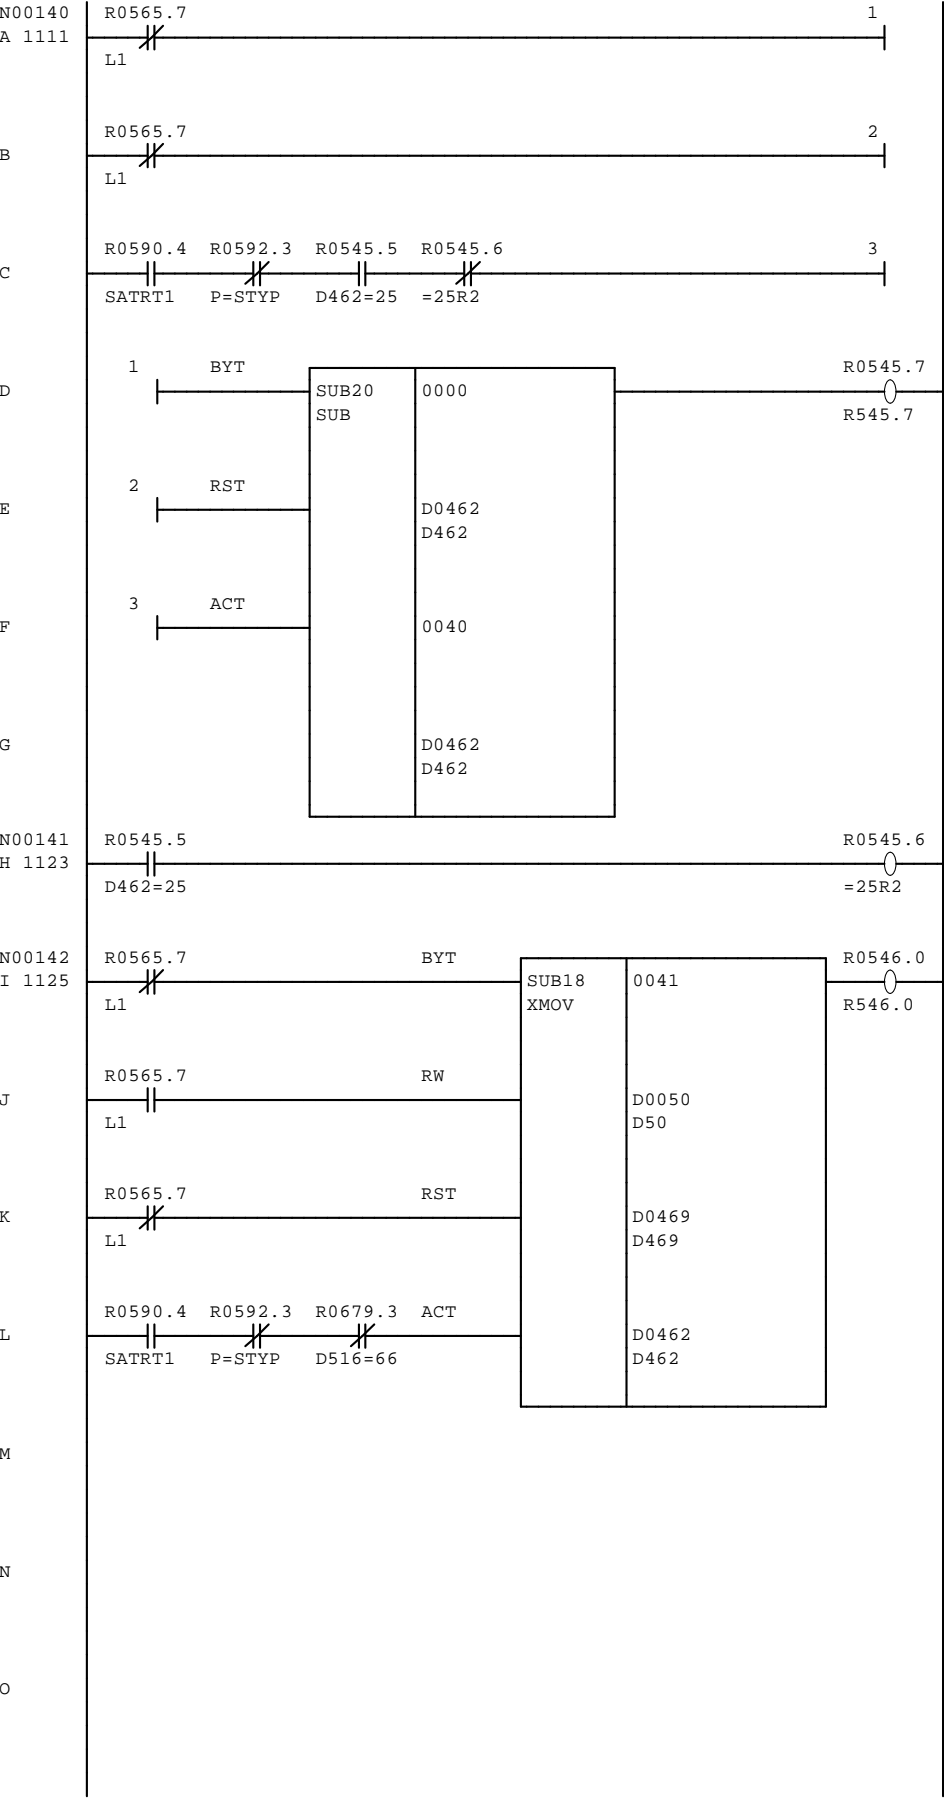 N00140 R0565.7 1
A 1111
L1
R0565.7 2
B
L1
R0590.4 R0592.3 R0545.5 R0545.6 3
C
SATRT1 P=STYP D462=25 =25R2
1 BYT R0545.7
D SUB20 0000
SUB R545.7
2 RST
E D0462
D462
3 ACT
F 0040
G D0462
D462
N00141 R0545.5 R0545.6
H 1123
D462=25 =25R2
N00142 R0565.7 BYT R0546.0
I 1125 SUB18 0041
L1 XMOV R546.0
R0565.7 RW
J D0050
L1 D50
R0565.7 RST
K D0469
L1 D469
R0590.4 R0592.3 R0679.3 ACT
L D0462
SATRT1 P=STYP D516=66 D462
M
N
O